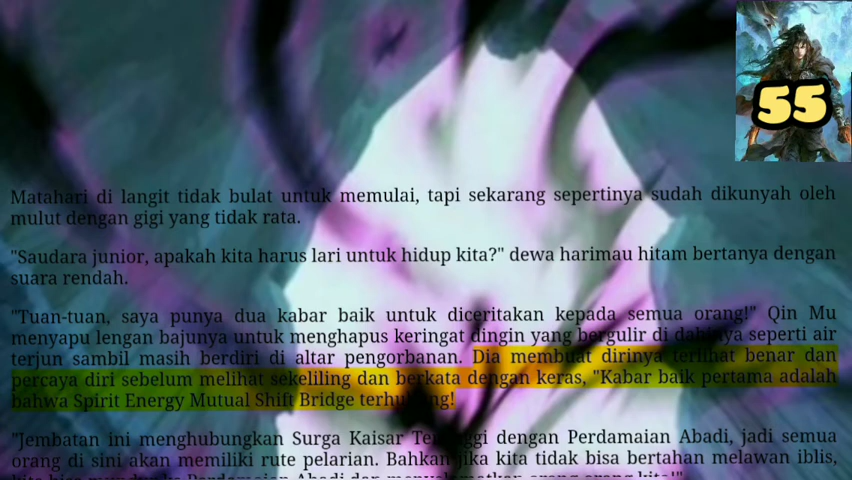 55
Matahari di langit tidak bulat untuk memulai, tapi sekarang sepertinya sudah dikunyah oleh
mulut dengan gigi yang tidak rata.
"Saudara junior, apakah kita harus lari untuk hidup kita?" dewa harimau hitam bertanya dengan
suara rendah.
"Tuan-tuan, saya punya dua kabar baik untuk diceritakan kepada semua orang!" Qin Mu
menyapu lengan bajunya untuk menghapus keringat dingin yang bergulir di dahinya seperti air
terjun sambil masih berdiri di altar pengorbanan. Dia membuat dirinya terlihat benar dan
percaya diri sebelum melihat sekeliling dan berkata dengan keras, "Kabar baik pertama adalah
bahwa Spirit Energy Mutual Shift Bridge terhubung!
"Jembatan ini menghubungkan Surga Kaisar Tertinggi dengan Perdamaian Abadi, jadi semua
orang di sini akan memiliki rute pelarian. Bahkan jika kita tidak bisa bertahan melawan iblis,